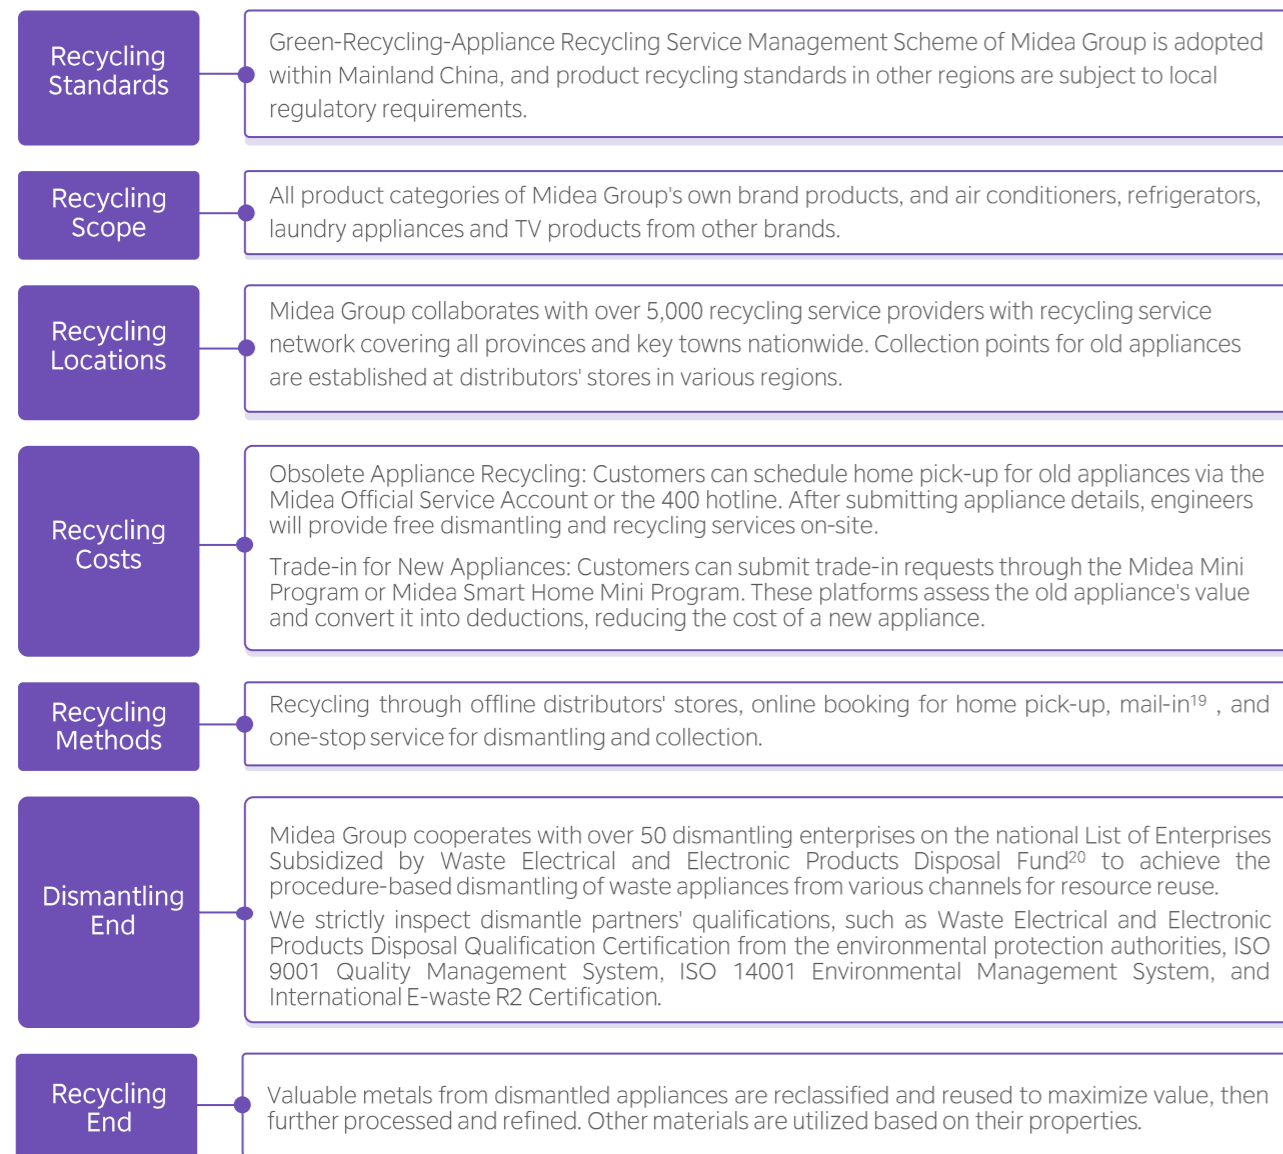 Recycling
Standards
Green-Recycling-Appliance Recycling Service Management Scheme of Midea Group is adopted
within Mainland China, and product recycling standards in other regions are subject to local
regulatory requirements.
Recycling
Scope
All product categories of Midea Group's own brand products, and air conditioners, refrigerators,
laundry appliances and TV products from other brands.
Recycling
Locations
Midea Group collaborates with over 5,000 recycling service providers with recycling service
network covering all provinces and key towns nationwide. Collection points for old appliances
are established at distributors' stores in various regions.
Recycling
Costs
Obsolete Appliance Recycling: Customers can schedule home pick-up for old appliances via the
Midea Official Service Account or the 400 hotline. After submitting appliance details, engineers
will provide free dismantling and recycling services on-site.
Trade-in for New Appliances: Customers can submit trade-in requests through the Midea Mini
Program or Midea Smart Home Mini Program. These platforms assess the old appliance's value
and convert it into deductions, reducing the cost of a new appliance.
Recycling
Methods
Recycling through offline distributors' stores, online booking for home pick-up, mail-in¹⁹ , and
one-stop service for dismantling and collection.
Dismantling
End
Midea Group cooperates with over 50 dismantling enterprises on the national List of Enterprises
Subsidized by Waste Electrical and Electronic Products Disposal Fund²⁰ to achieve the
procedure-based dismantling of waste appliances from various channels for resource reuse.
We strictly inspect dismantle partners' qualifications, such as Waste Electrical and Electronic
Products Disposal Qualification Certification from the environmental protection authorities, ISO
9001 Quality Management System, ISO 14001 Environmental Management System, and
International E-waste R2 Certification.
Recycling
End
Valuable metals from dismantled appliances are reclassified and reused to maximize value, then
further processed and refined. Other materials are utilized based on their properties.